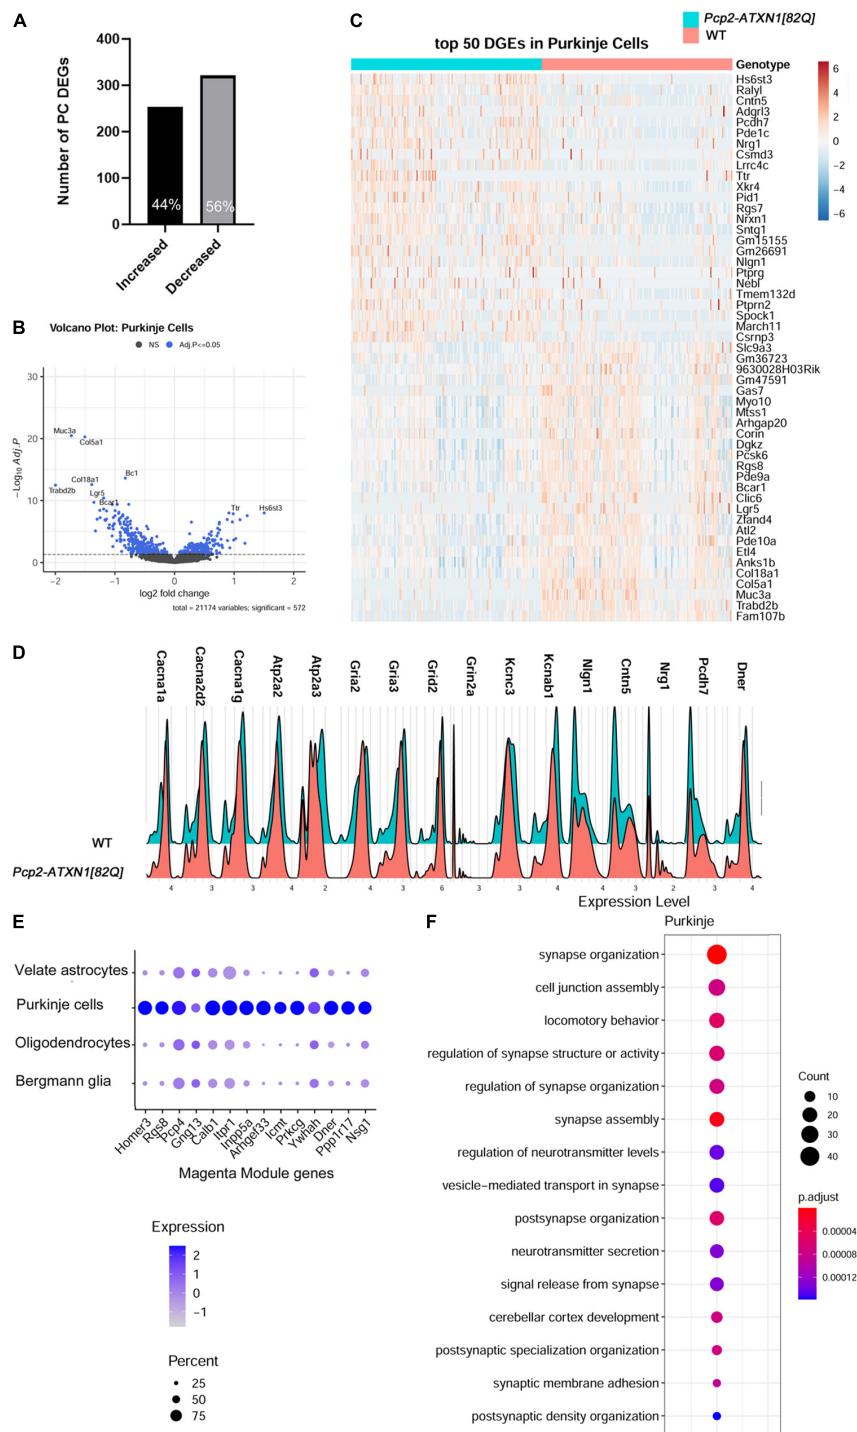 A
Number of PC DEGs
400
300
200
100
0
44%
56%
Increased
Decreased
B
Volcano Plot: Purkinje Cells
NS
Adj.P<=0.05
−Log10 Adj.P
30
20
10
0
Muc3a
Col5a1
Bc1
Col18a1
Trabd2b
Lgr5
Bcar1
Ttr
Hs6st3
−2
−1
0
1
2
log2 fold change
total = 21174 variables; significant = 572
C
Pcp2-ATXN1[82Q]
WT
top 50 DGEs in Purkinje Cells
Genotype
Hs6st3
Ralyl
Cntn5
Adgrl3
Pcdh7
Pde1c
Nrg1
Csmd3
Lrrc4c
Ttr
Xkr4
Pid1
Rgs7
Nrxn1
Sntg1
Gm15155
Gm26691
Nlgn1
Ptprg
Nebl
Tmem132d
Ptprn2
Spock1
March11
Csrnp3
Slc9a3
Gm36723
9630028H03Rik
Gm47591
Gas7
Myo10
Mtss1
Arhgap20
Corin
Dgkz
Pcsk6
Rgs8
Pde9a
Bcar1
Clic6
Lgr5
Zfand4
Atl2
Pde10a
Etl4
Anks1b
Col18a1
Col5a1
Muc3a
Trabd2b
Fam107b
6
4
2
0
−2
−4
−6
D
Cacna1a
Cacna2d2
Cacna1g
Atp2a2
Atp2a3
Gria2
Gria3
Grid2
Grin2a
Kcnc3
Kcnab1
Nlgn1
Cntn5
Nrg1
Pcdh7
Dner
WT
Pcp2-ATXN1[82Q]
4 3 3 4 2 4 3 6 3 3 4 4 3 2 3 4
Expression Level
E
Velate astrocytes
Purkinje cells
Oligodendrocytes
Bergmann glia
Homer3
Rgs8
Pcp4
Gng13
Calb1
Itpr1
Inpp5a
Arhgef33
Icmt
Prkcg
Ywhah
Dner
Ppp1r17
Nsg1
Magenta Module genes
Expression
2
1
0
−1
Percent
25
50
75
F
Purkinje
synapse organization
cell junction assembly
locomotory behavior
regulation of synapse structure or activity
regulation of synapse organization
synapse assembly
regulation of neurotransmitter levels
vesicle−mediated transport in synapse
postsynapse organization
neurotransmitter secretion
signal release from synapse
cerebellar cortex development
postsynaptic specialization organization
synaptic membrane adhesion
postsynaptic density organization
Count
10
20
30
40
p.adjust
0.00004
0.00008
0.00012